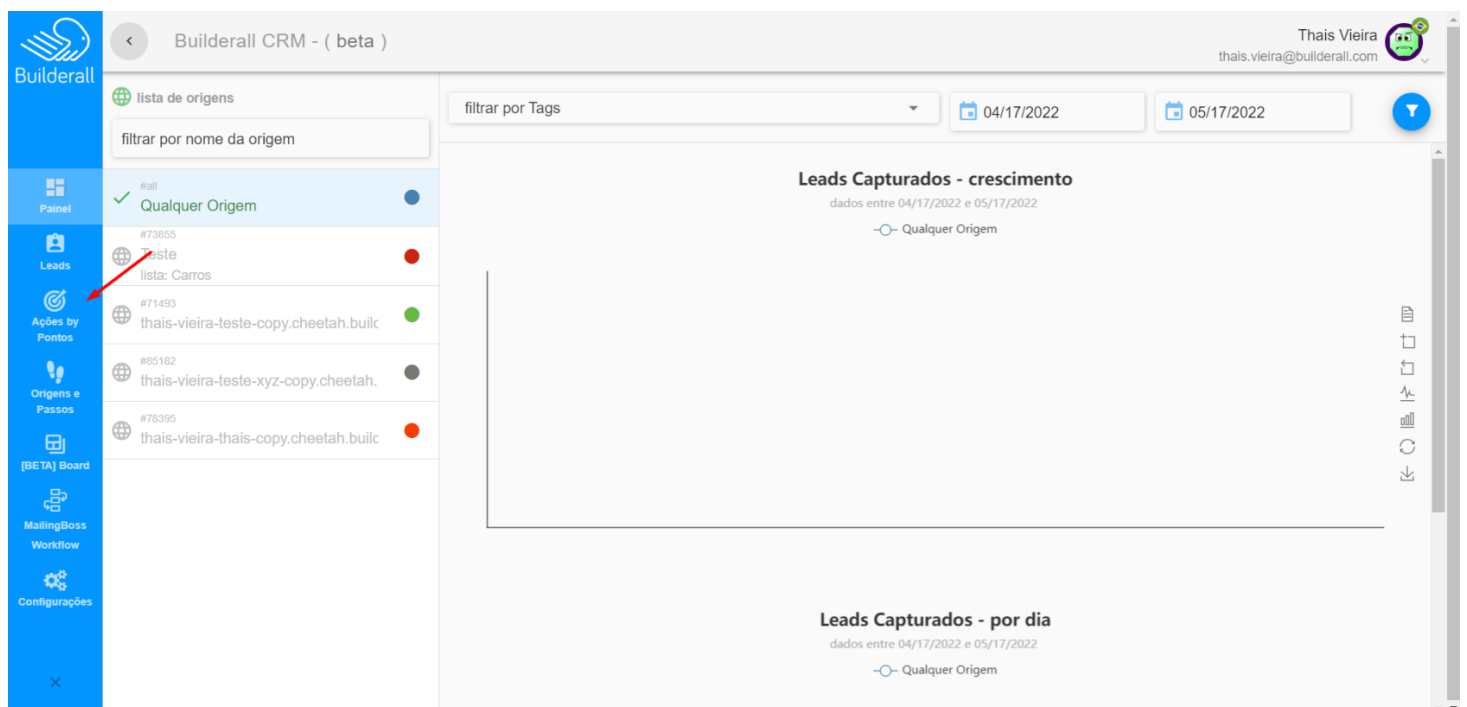 Builderall
Builderall CRM - ( beta )
Thais Vieira
thais.vieira@builderall.com
Painel
Leads
Ações by
Pontos
Origens e
Passos
[BETA] Board
MailingBoss
Workflow
Configurações
lista de origens
filtrar por nome da origem
#all
Qualquer Origem
#73855
Teste
lista: Carros
#71493
thais-vieira-teste-copy.cheetah.builc
#85182
thais-vieira-teste-xyz-copy.cheetah.
#78395
thais-vieira-thais-copy.cheetah.builc
filtrar por Tags
04/17/2022
05/17/2022
Leads Capturados - crescimento
dados entre 04/17/2022 e 05/17/2022
Qualquer Origem
Leads Capturados - por dia
dados entre 04/17/2022 e 05/17/2022
Qualquer Origem